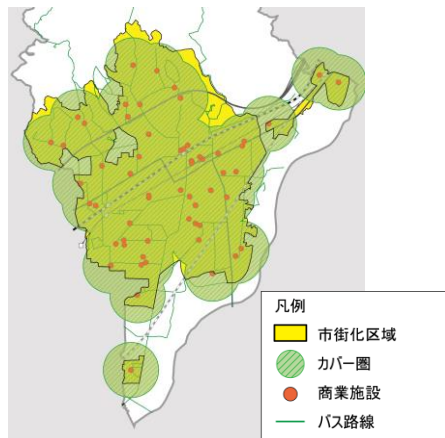 凡例
市街化区域
カバー圏
商業施設
バス路線